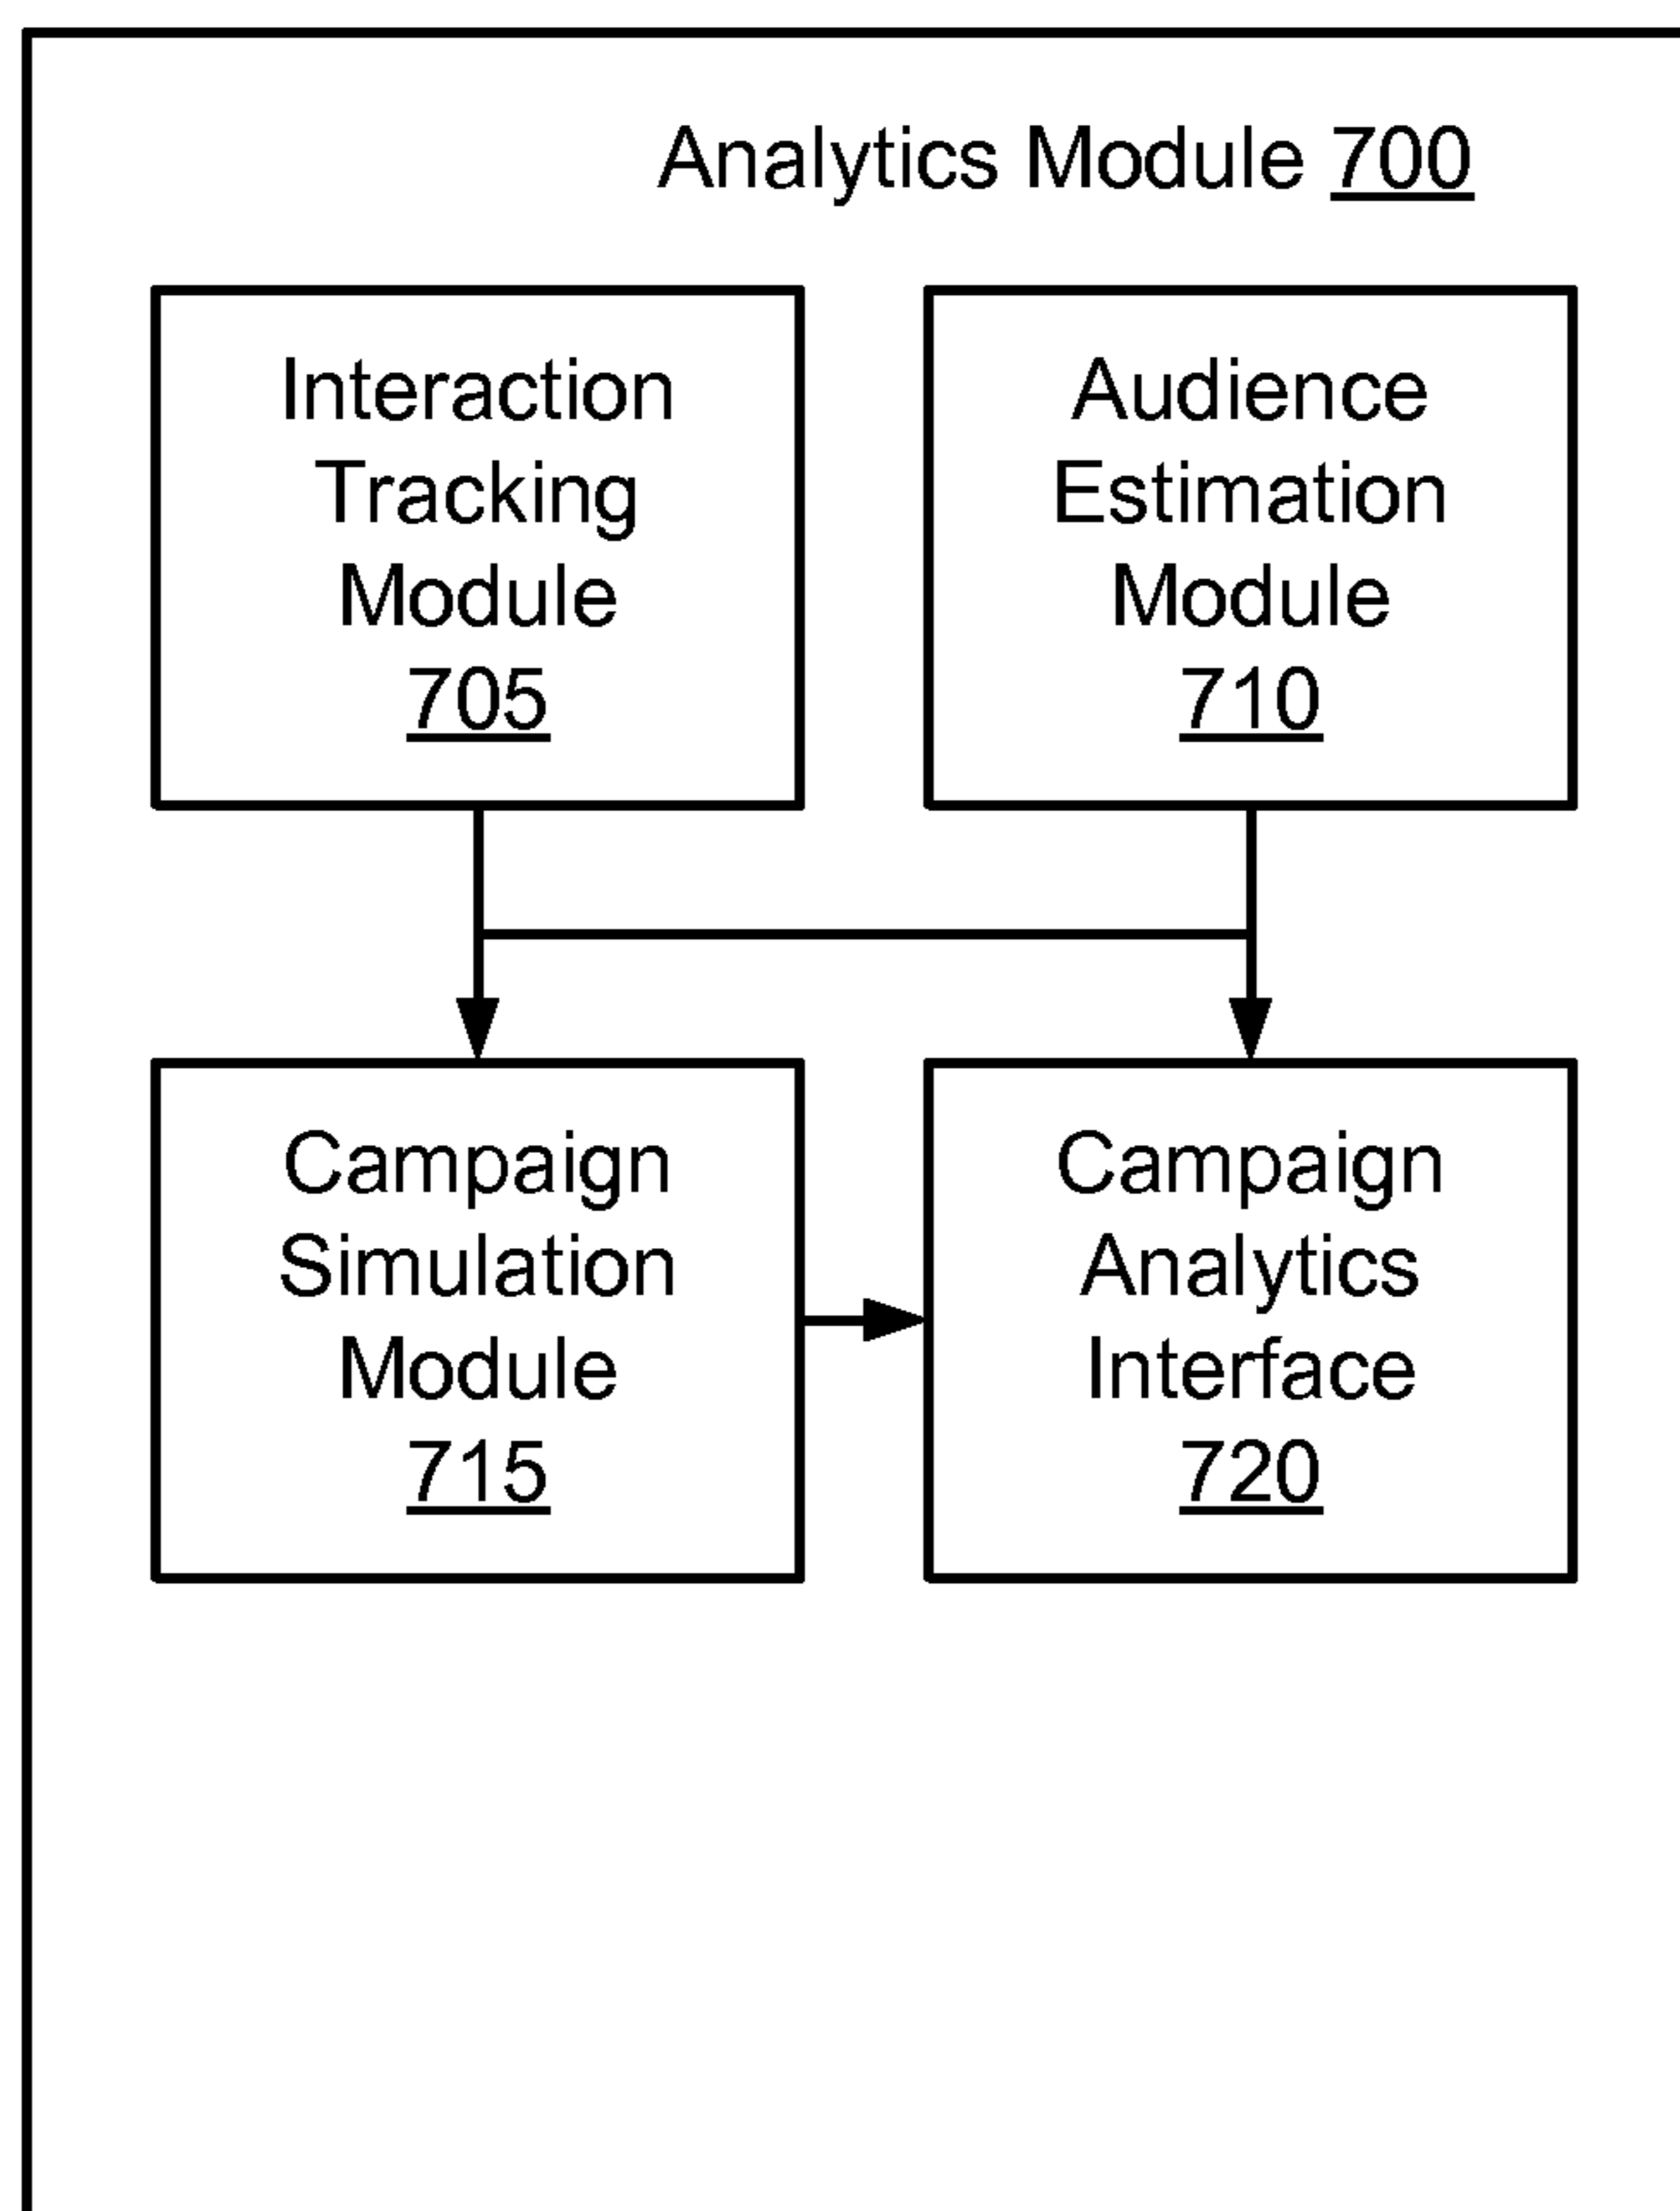 Analytics Module 700
Interaction
Tracking
Module
705
Audience
Estimation
Module
710
Campaign
Simulation
Module
715
Campaign
Analytics
Interface
720